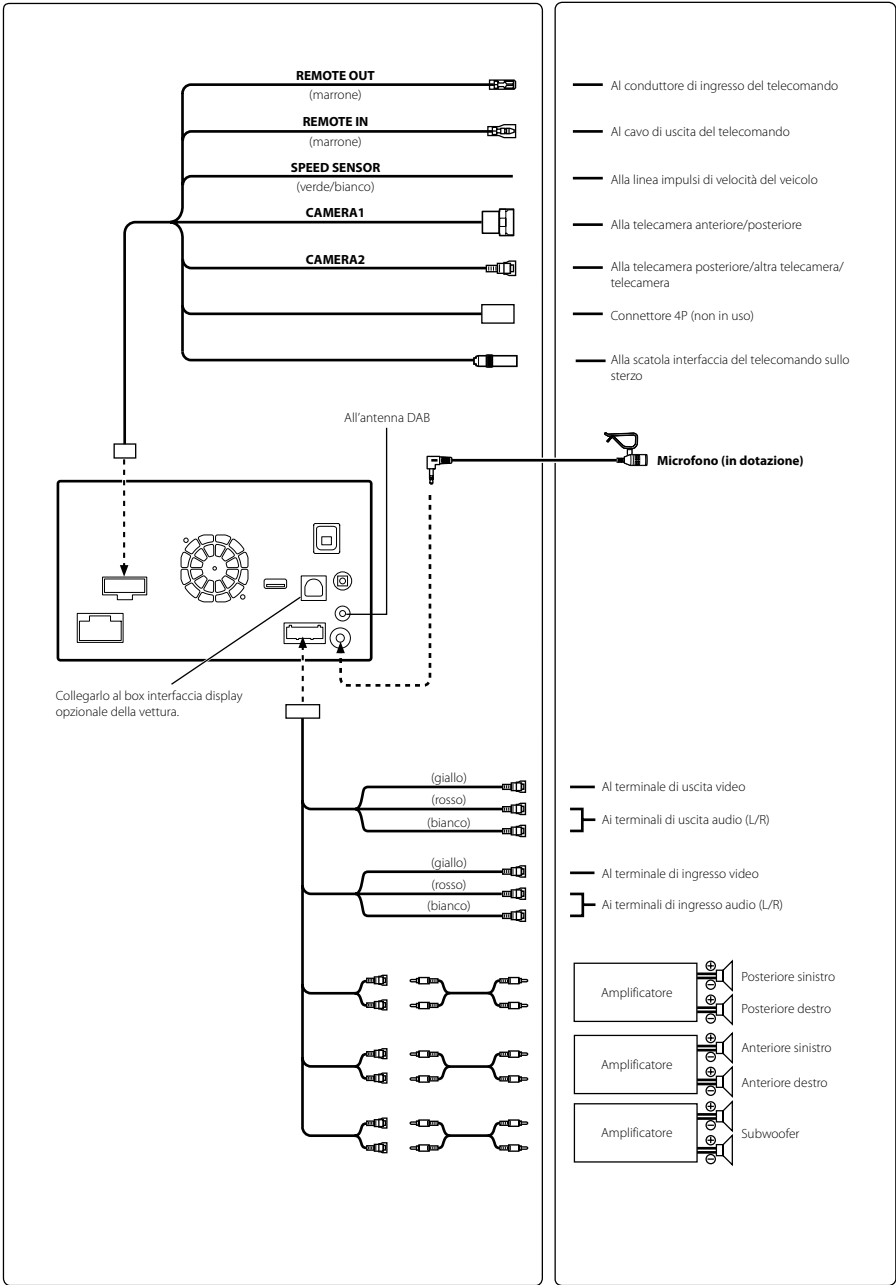 REMOTE OUT
(marrone)
Al conduttore di ingresso del telecomando
REMOTE IN
(marrone)
Al cavo di uscita del telecomando
SPEED SENSOR
(verde/bianco)
Alla linea impulsi di velocità del veicolo
CAMERA1
Alla telecamera anteriore/posteriore
CAMERA2
Alla telecamera posteriore/altra telecamera/
telecamera
Connettore 4P (non in uso)
Alla scatola interfaccia del telecomando sullo
sterzo
All'antenna DAB
Microfono (in dotazione)
Collegarlo al box interfaccia display
opzionale della vettura.
(giallo)
Al terminale di uscita video
(rosso)
(bianco)
Ai terminali di uscita audio (L/R)
(giallo)
Al terminale di ingresso video
(rosso)
(bianco)
Ai terminali di ingresso audio (L/R)
Amplificatore
Posteriore sinistro
Posteriore destro
Amplificatore
Anteriore sinistro
Anteriore destro
Amplificatore
Subwoofer